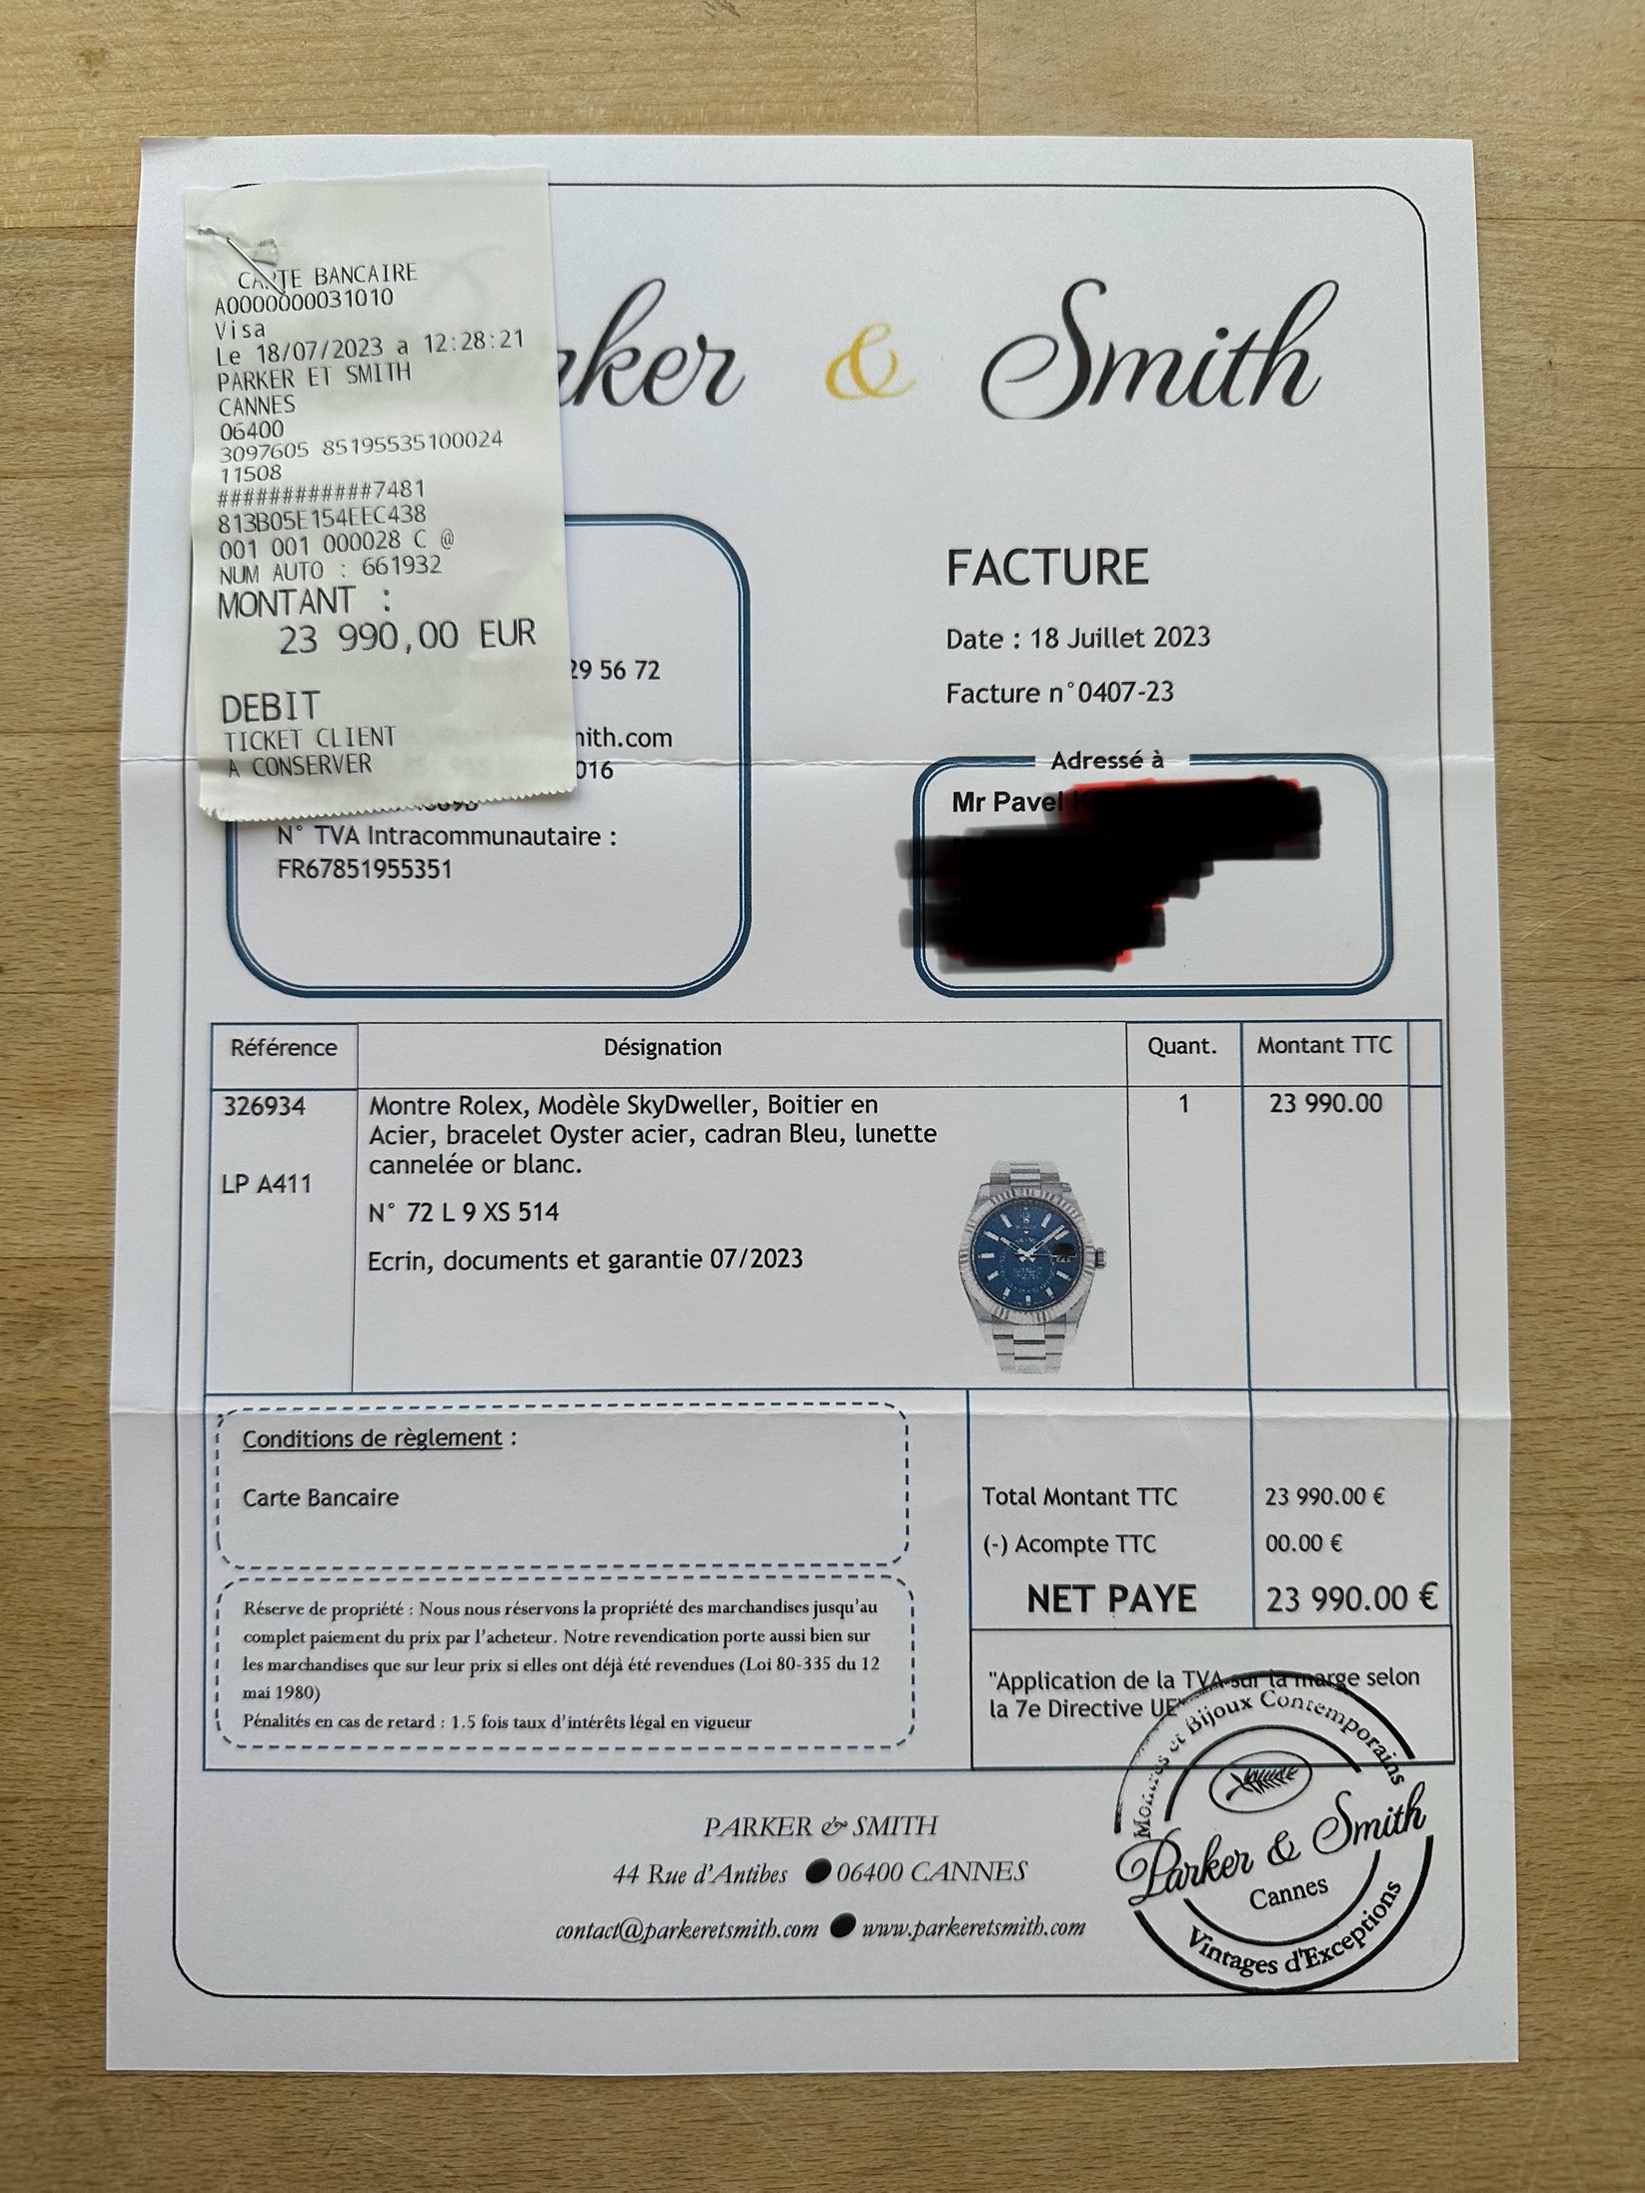 CARTE BANCAIRE
A0000000031010
Visa
Le 18/07/2023 a 12:28:21
PARKER ET SMITH
CANNES
06400
3097605 85195535100024
11508
############7481
813B05E154EEC438
001 001 000028 C @
NUM AUTO : 661932
MONTANT :
23 990,00 EUR
DEBIT
TICKET CLIENT
A CONSERVER
rker & Smith
29 56 72
mith.com
016
N° TVA Intracommunautaire :
FR67851955351
FACTURE
Date : 18 Juillet 2023
Facture n°0407-23
Adressé à
Mr Pavel K
Référence Désignation Quant. Montant TTC
326934 Montre Rolex, Modèle SkyDweller, Boitier en 1 23 990.00
Acier, bracelet Oyster acier, cadran Bleu, lunette
cannelée or blanc.
LP A411
N° 72 L 9 XS 514
Ecrin, documents et garantie 07/2023
Conditions de règlement :
Carte Bancaire
Total Montant TTC 23 990.00 €
(-) Acompte TTC 00.00 €
NET PAYE 23 990.00 €
Réserve de propriété : Nous nous réservons la propriété des marchandises jusqu'au
complet paiement du prix par l'acheteur. Notre revendication porte aussi bien sur
les marchandises que sur leur prix si elles ont déjà été revendues (Loi 80-335 du 12
mai 1980)
Pénalités en cas de retard : 1.5 fois taux d'intérêts légal en vigueur
"Application de la TVA sur la marge selon
la 7e Directive UE"
PARKER & SMITH
44 Rue d'Antibes ● 06400 CANNES
contact@parkeretsmith.com ● www.parkeretsmith.com
Montres et Bijoux Contemporains
Parker & Smith
Cannes
Vintages d'Exceptions